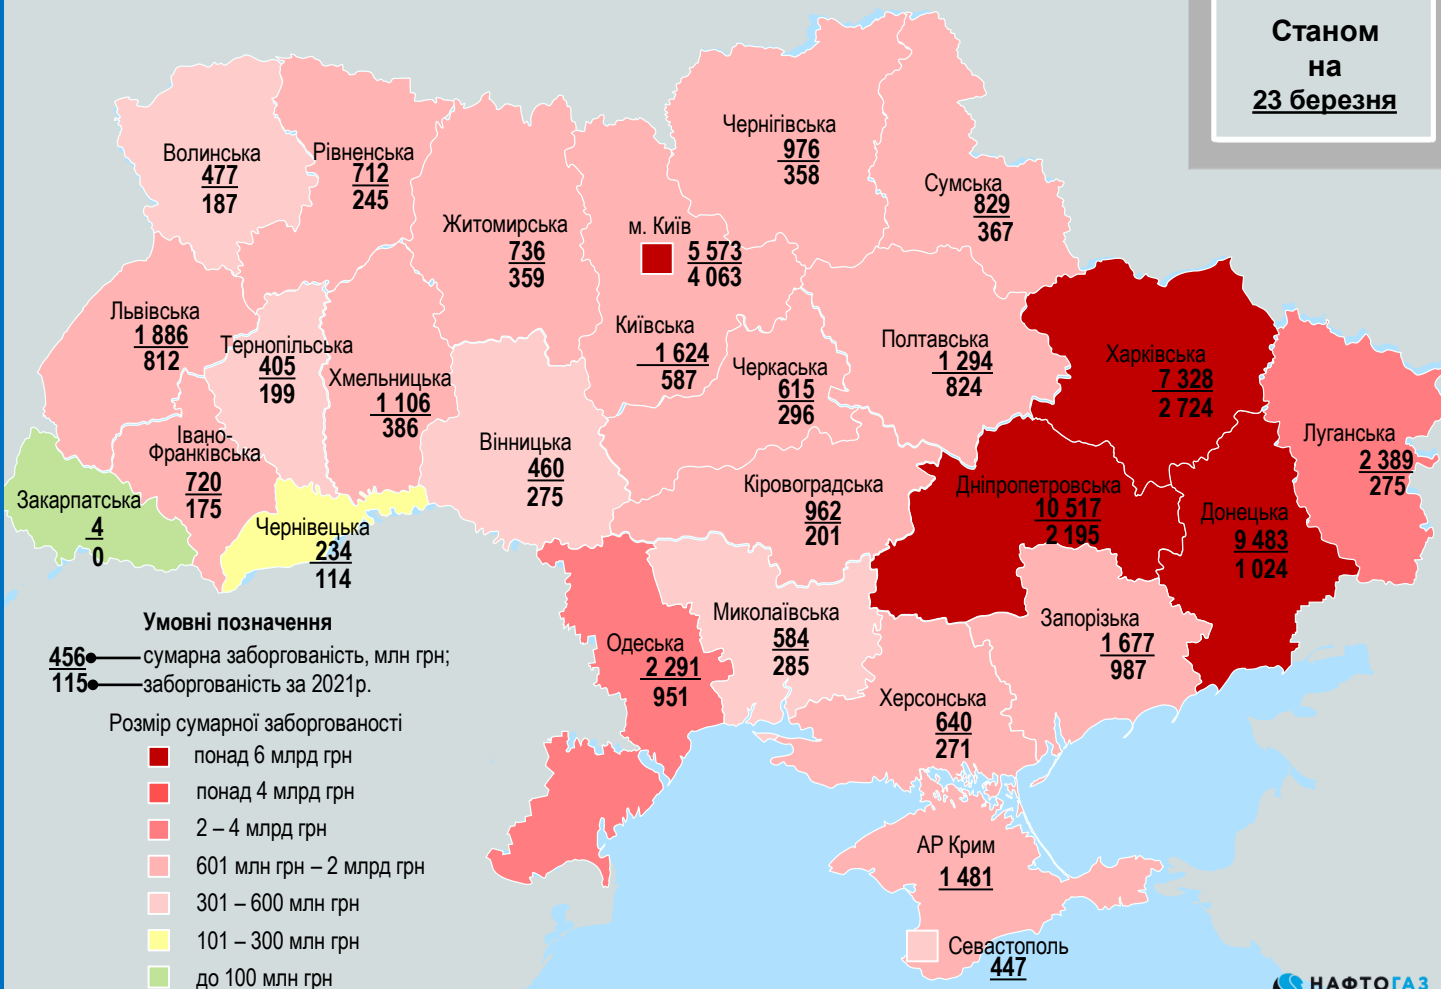 Станом
на
23 березня
Чернігівська
976
358
Волинська
477
187
Рівненська
712
245
Сумська
829
367
Житомирська
736
359
м. Київ
5 573
4 063
Львівська
1 886
812
Тернопільська
405
199
Хмельницька
1 106
386
Київська
1 624
587
Черкаська
615
296
Полтавська
1 294
824
Харківська
7 328
2 724
Луганська
2 389
275
Івано-
Франківська
720
175
Вінницька
460
275
Закарпатська
4
0
Чернівецька
234
114
Кіровоградська
962
201
Дніпропетровська
10 517
2 195
Донецька
9 483
1 024
Одеська
2 291
951
Миколаївська
584
285
Запорізька
1 677
987
Херсонська
640
271
АР Крим
1 481
Севастополь
447
Умовні позначення
456 сумарна заборгованість, млн грн;
115 заборгованість за 2021р.
Розмір сумарної заборгованості
понад 6 млрд грн
понад 4 млрд грн
2 – 4 млрд грн
601 млн грн – 2 млрд грн
301 – 600 млн грн
101 – 300 млн грн
до 100 млн грн
НАФТОГАЗ